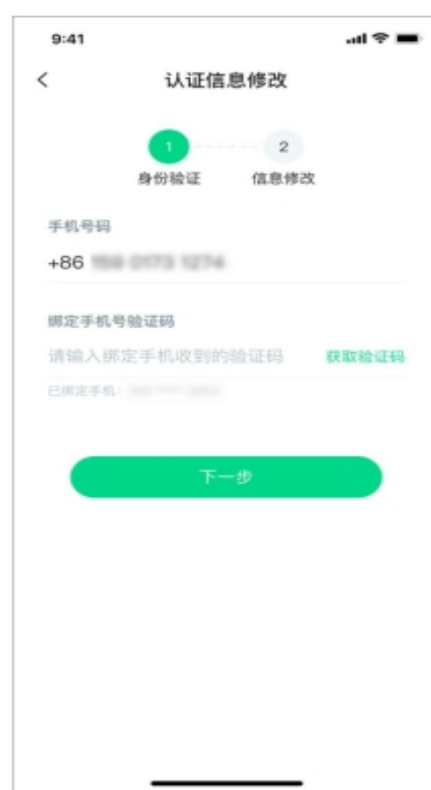 9:41
认证信息修改
1
2
身份验证
信息修改
手机号码
+86
绑定手机号验证码
请输入绑定手机收到的验证码
获取验证码
已绑定手机:
下一步